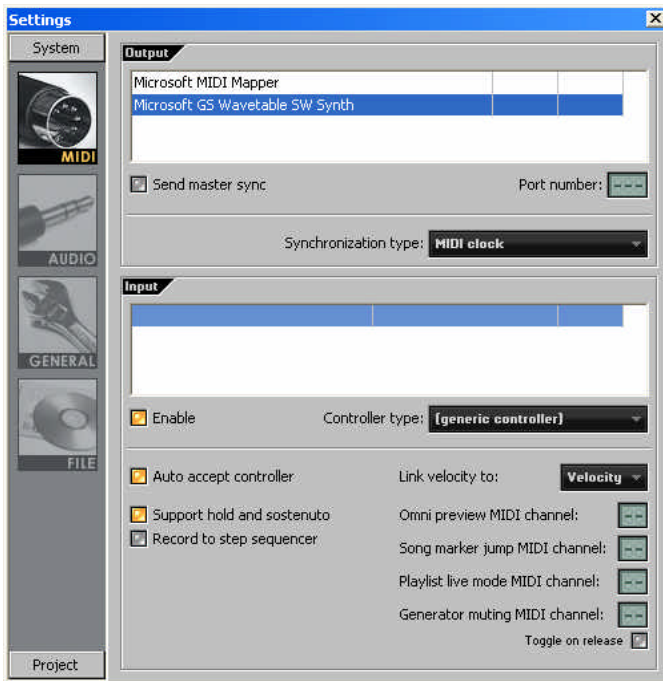 Settings
System
MIDI
AUDIO
GENERAL
FILE
Project
Output
Microsoft MIDI Mapper
Microsoft GS Wavetable SW Synth
Send master sync
Port number: ---
Synchronization type: MIDI clock
Input
Enable
Controller type: (generic controller)
Auto accept controller
Link velocity to: Velocity
Support hold and sostenuto
Omni preview MIDI channel: --
Record to step sequencer
Song marker jump MIDI channel: --
Playlist live mode MIDI channel: --
Generator muting MIDI channel: --
Toggle on release